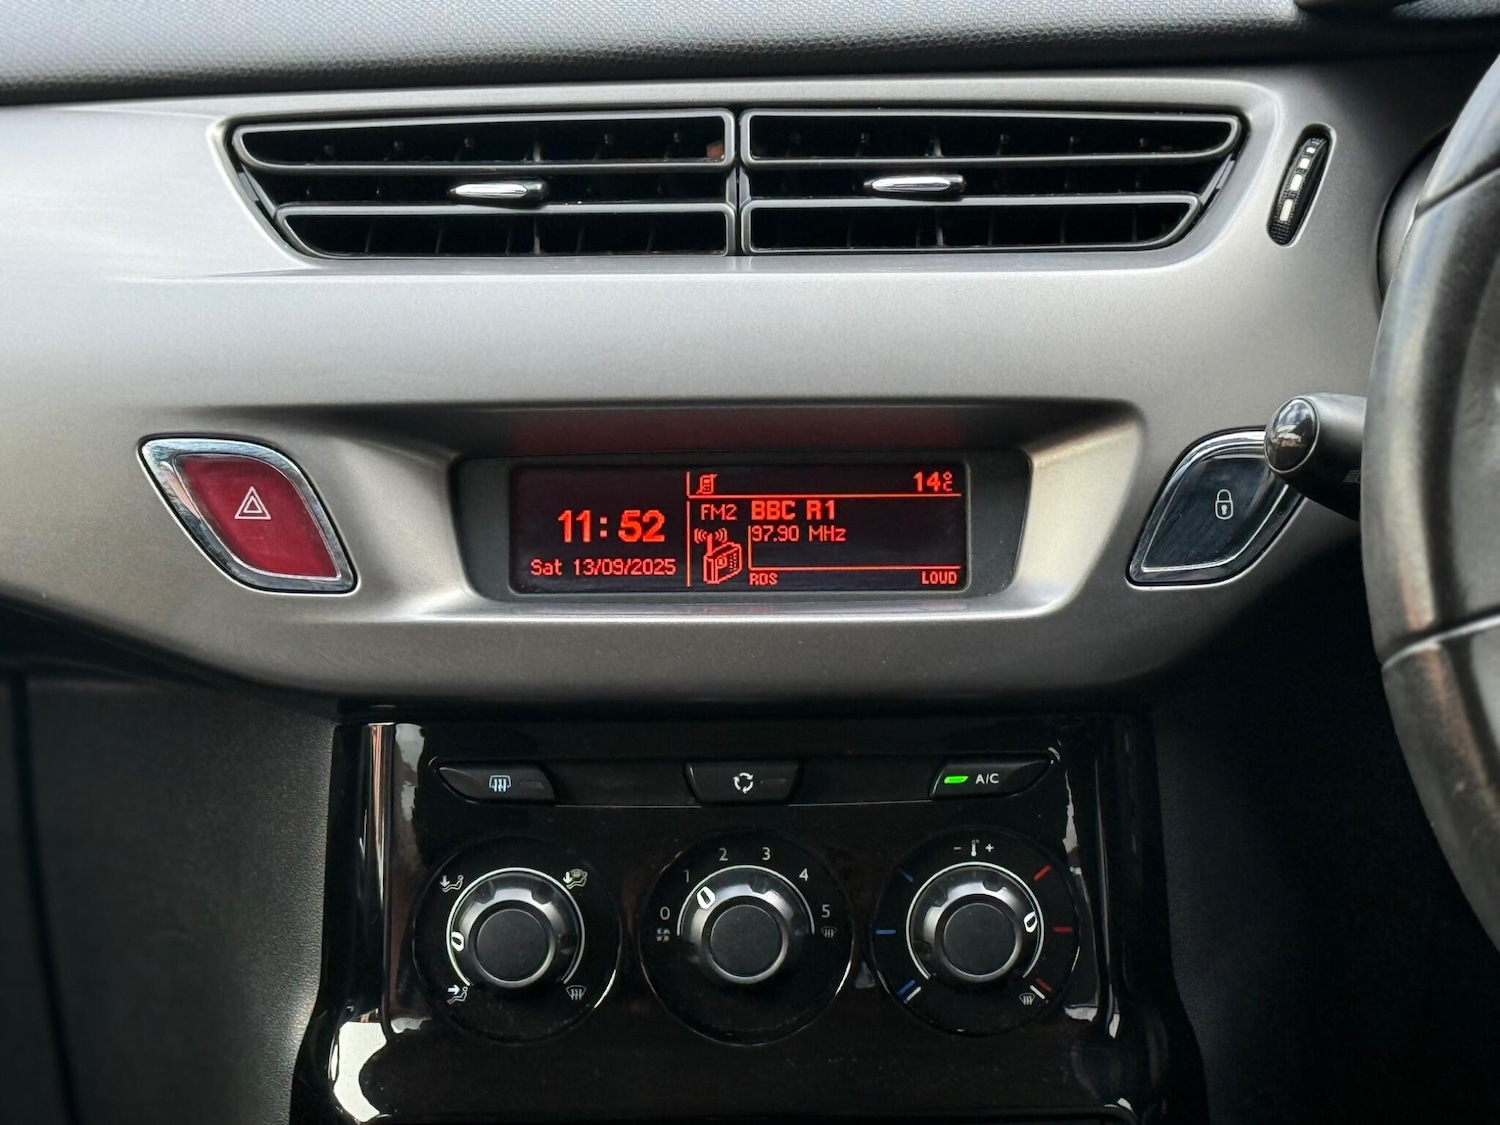 14°C
FM2 BBC R1
11:52
97.90 MHz
Sat 13/09/2025
RDS LOUD
A/C
- +
0 1 2 3 4 5